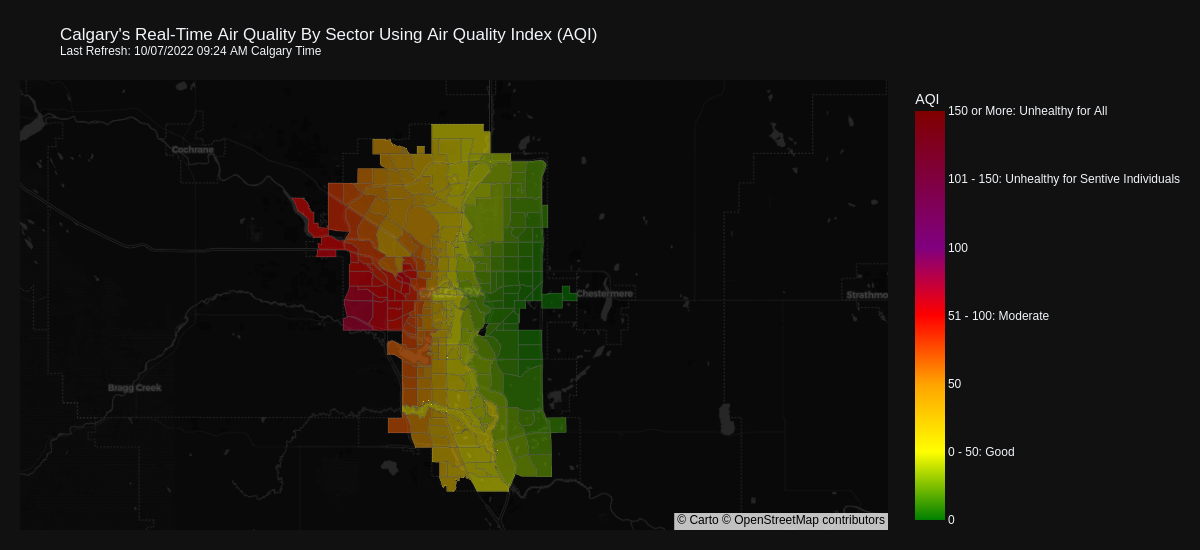 Calgary's Real-Time Air Quality By Sector Using Air Quality Index (AQI)
Last Refresh: 10/07/2022 09:24 AM Calgary Time
AQI
150 or More: Unhealthy for All
101 - 150: Unhealthy for Sentive Individuals
100
51 - 100: Moderate
50
0 - 50: Good
0
Cochrane
CALGARY
Chestermere
Strathmo
Bragg Creek
© Carto © OpenStreetMap contributors